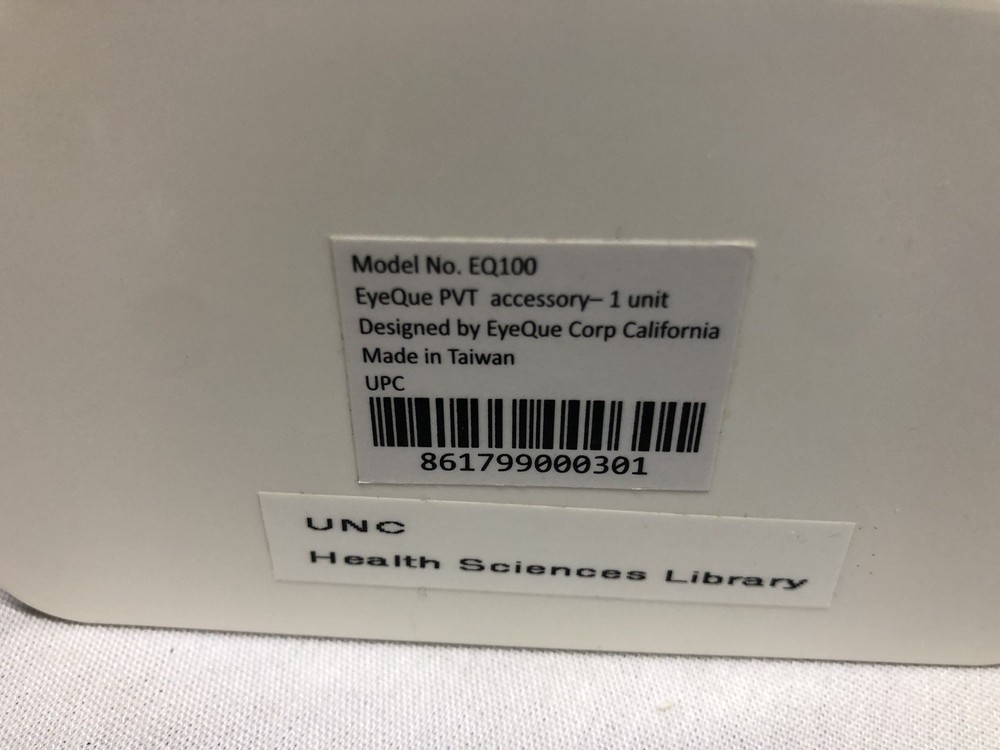 Model No. EQ100
EyeQue PVT accessory– 1 unit
Designed by EyeQue Corp California
Made in Taiwan
UPC
861799000301
UNC
Health Sciences Library